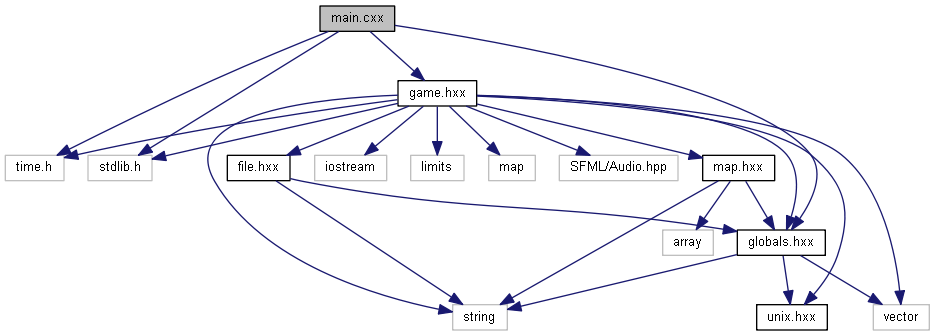 main.cxx
game.hxx
time.h
stdlib.h
file.hxx
iostream
limits
map
SFML/Audio.hpp
map.hxx
array
globals.hxx
string
unix.hxx
vector